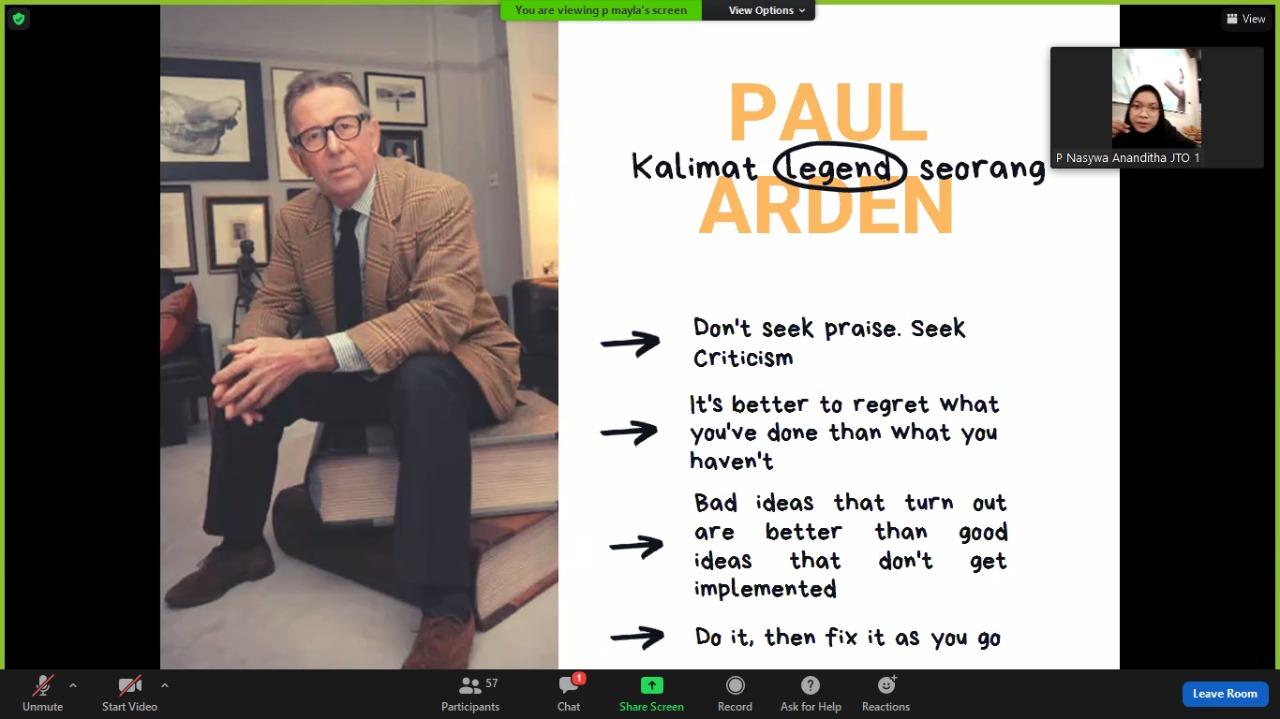 You are viewing p mayla's screen
View Options
View
PAUL
Kalimat legend seorang
ARDEN
P Nasywa Ananditha JTO 1
Don't seek praise. Seek
Criticism
It's better to regret what
you've done than what you
haven't
Bad ideas that turn out
are better than good
ideas that don't get
implemented
Do it, then fix it as you go
Unmute
Start Video
57
Participants
1
Chat
Share Screen
Record
Ask for Help
Reactions
Leave Room